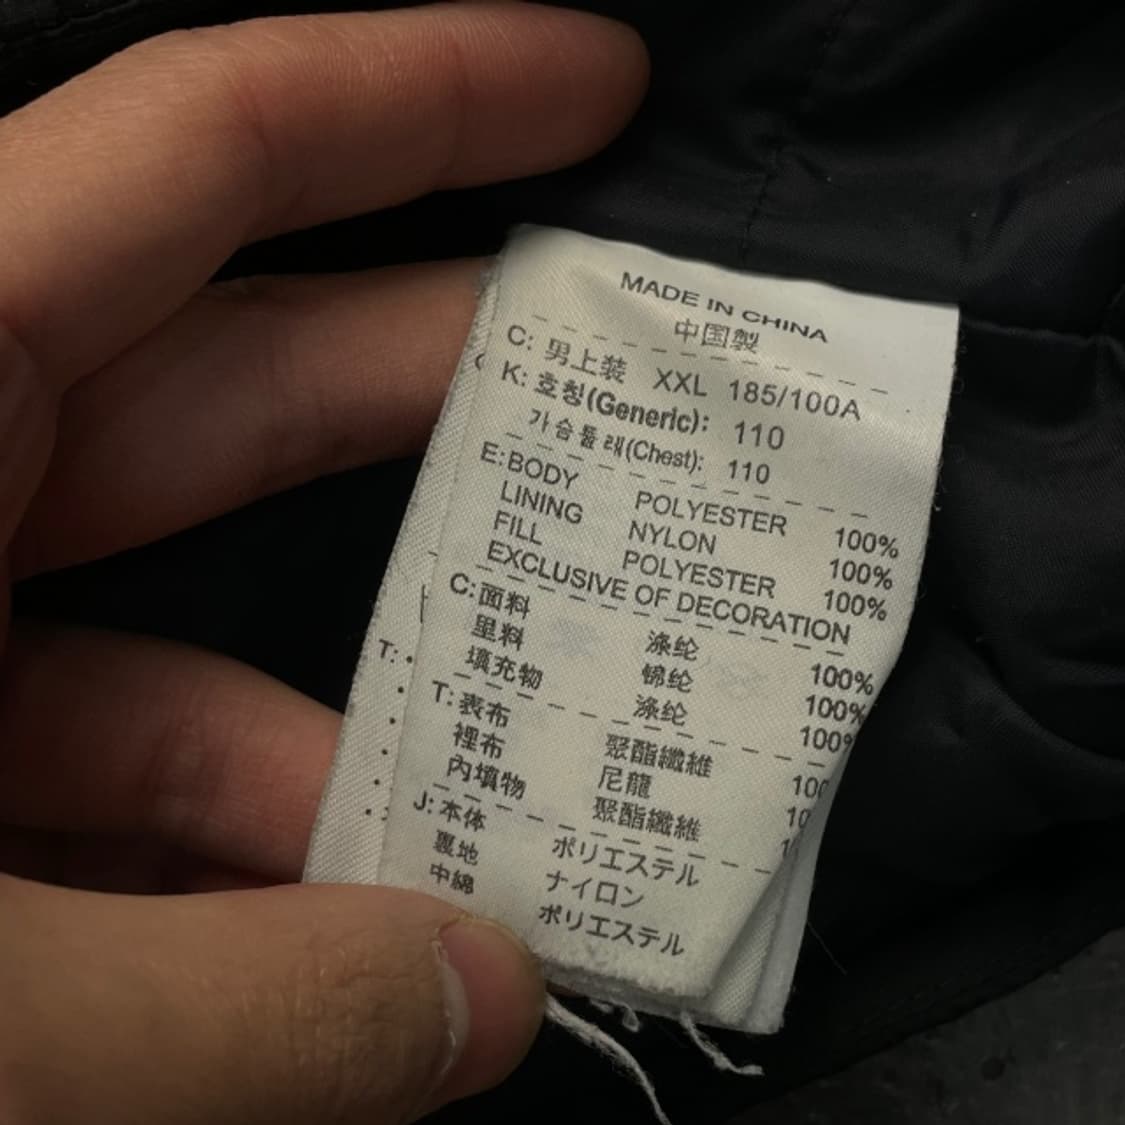 MADE IN CHINA
中国製
C: 男上装 XXL 185/100A
K: 호칭(Generic): 110
가슴둘레(Chest): 110
E:BODY POLYESTER 100%
LINING NYLON 100%
FILL POLYESTER 100%
EXCLUSIVE OF DECORATION
C:面料 涤纶 100%
里料 锦纶 100%
填充物 涤纶 100%
T:表布 聚酯纖維 100
裡布 尼龍 10
內填物 聚酯纖維 1
J:本体 ポリエステル
裏地 ナイロン
中綿 ポリエステル
T: